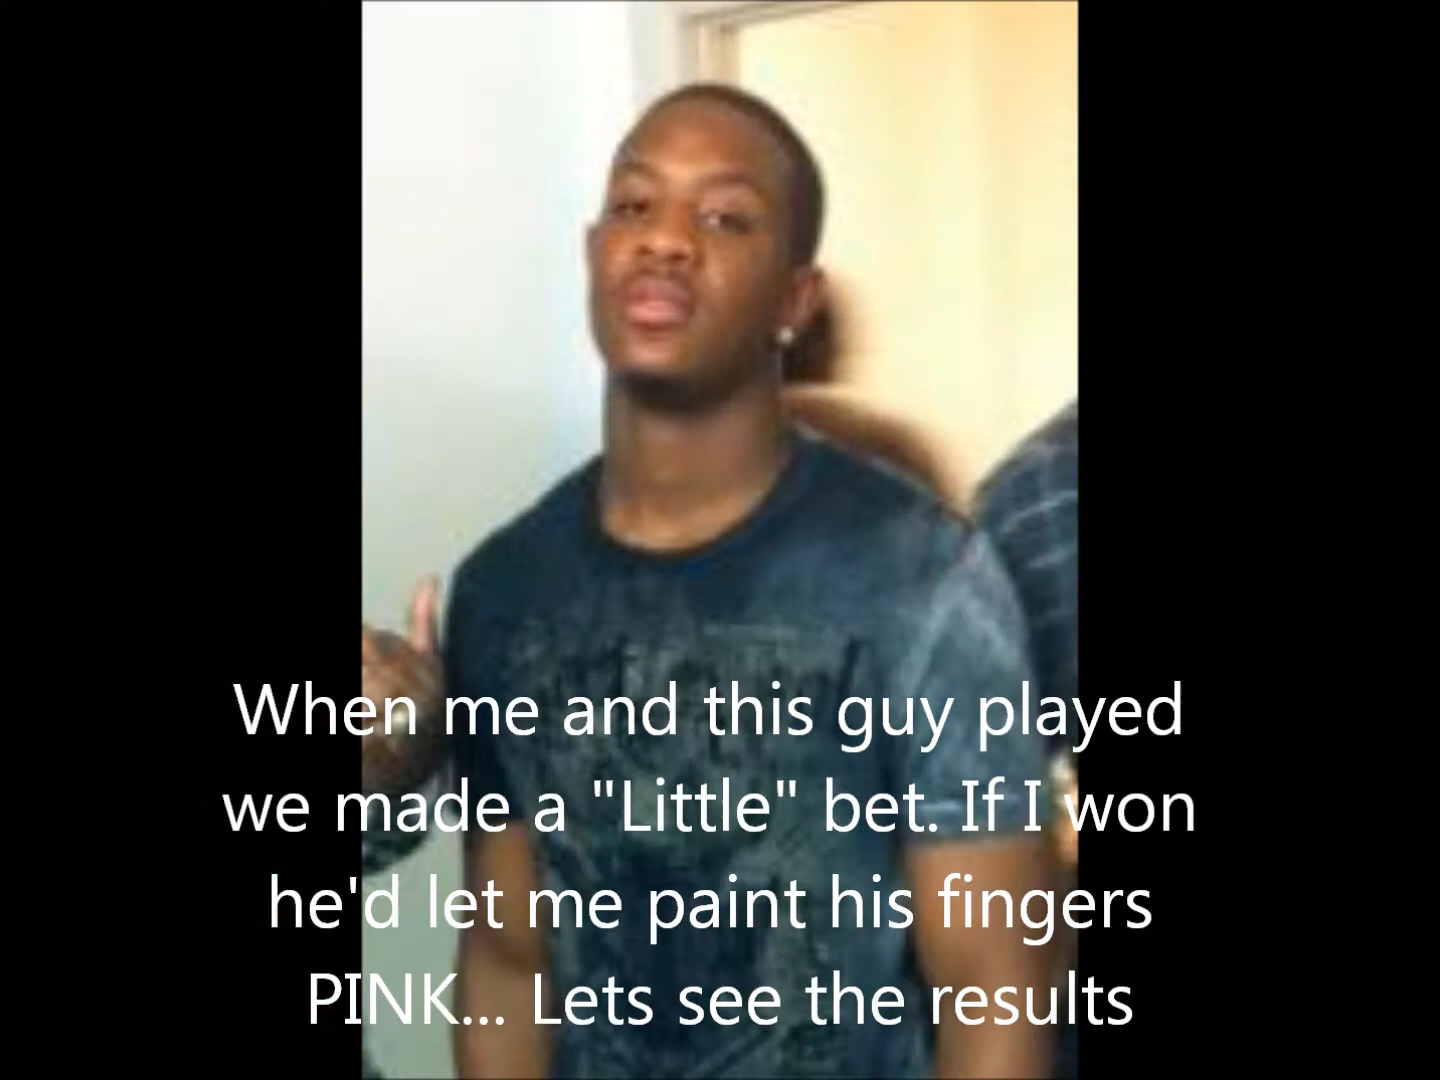 When me and this guy played
we made a "Little" bet. If I won
he'd let me paint his fingers
PINK... Lets see the results